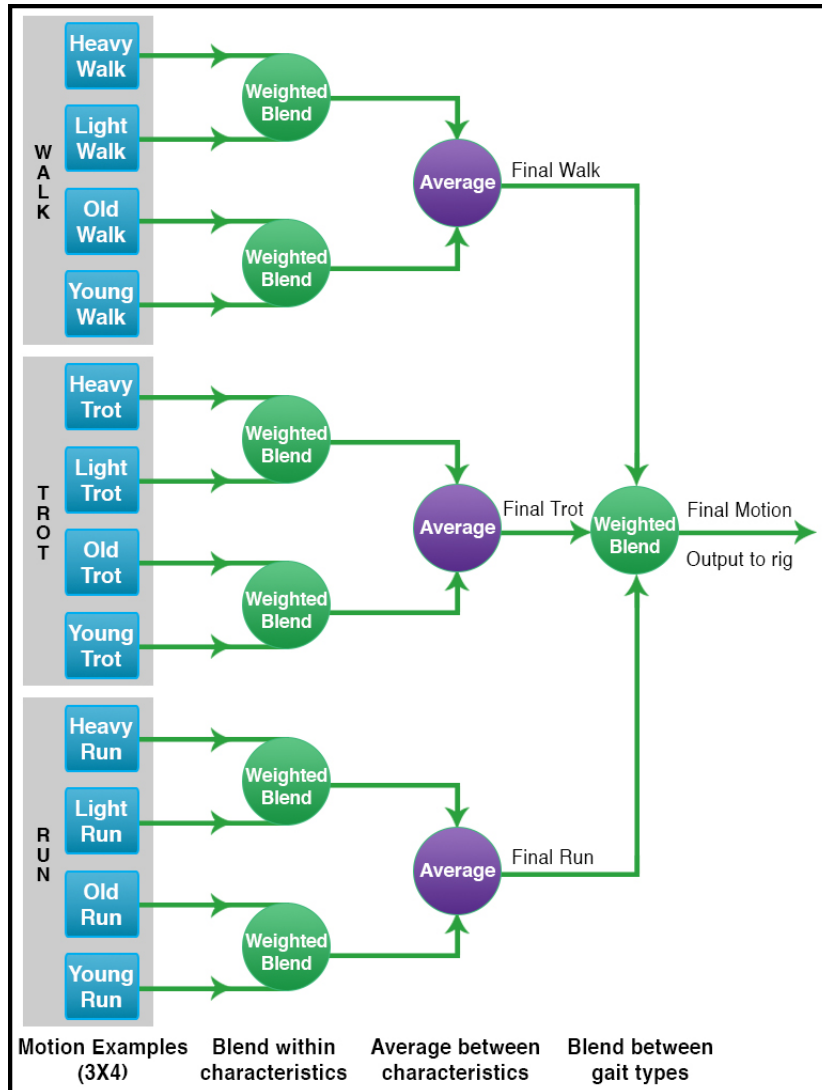 WALK
Heavy
Walk
Light
Walk
Old
Walk
Young
Walk
Weighted
Blend
Weighted
Blend
Average
Final Walk
TROT
Heavy
Trot
Light
Trot
Old
Trot
Young
Trot
Weighted
Blend
Weighted
Blend
Average
Final Trot
Weighted
Blend
Final Motion
Output to rig
RUN
Heavy
Run
Light
Run
Old
Run
Young
Run
Weighted
Blend
Weighted
Blend
Average
Final Run
Motion Examples
(3X4)
Blend within
characteristics
Average between
characteristics
Blend between
gait types